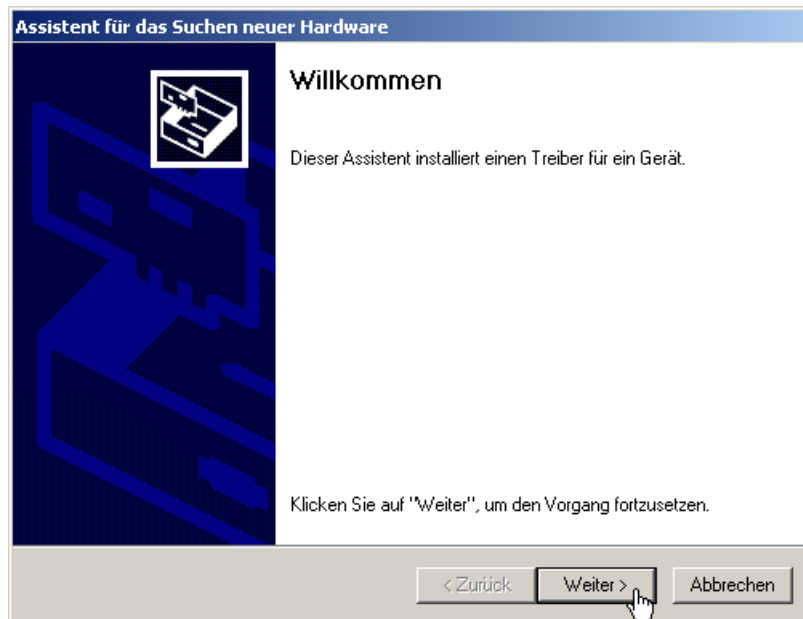 Assistent für das Suchen neuer Hardware
Willkommen
Dieser Assistent installiert einen Treiber für ein Gerät.
Klicken Sie auf "Weiter", um den Vorgang fortzusetzen.
< Zurück Weiter > Abbrechen